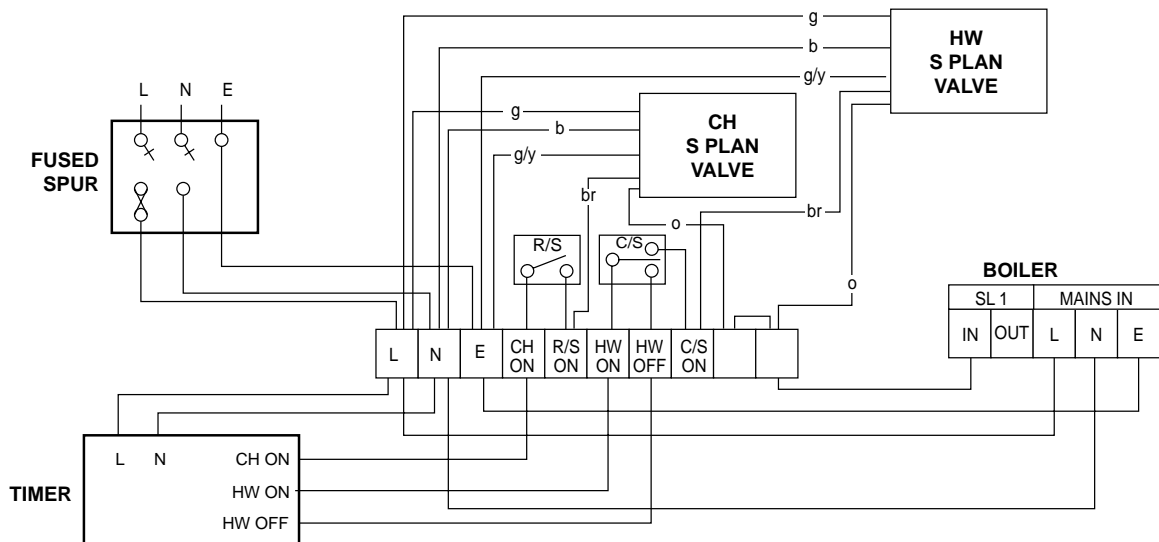 g
HW
S PLAN
VALVE
b
g/y
L N E
g
CH
S PLAN
VALVE
b
g/y
FUSED
SPUR
br
br
o
R/S
C/S
BOILER
o
SL 1 MAINS IN
IN OUT L N E
L N E CH ON R/S ON HW ON HW OFF C/S ON
L N CH ON
TIMER
HW ON
HW OFF